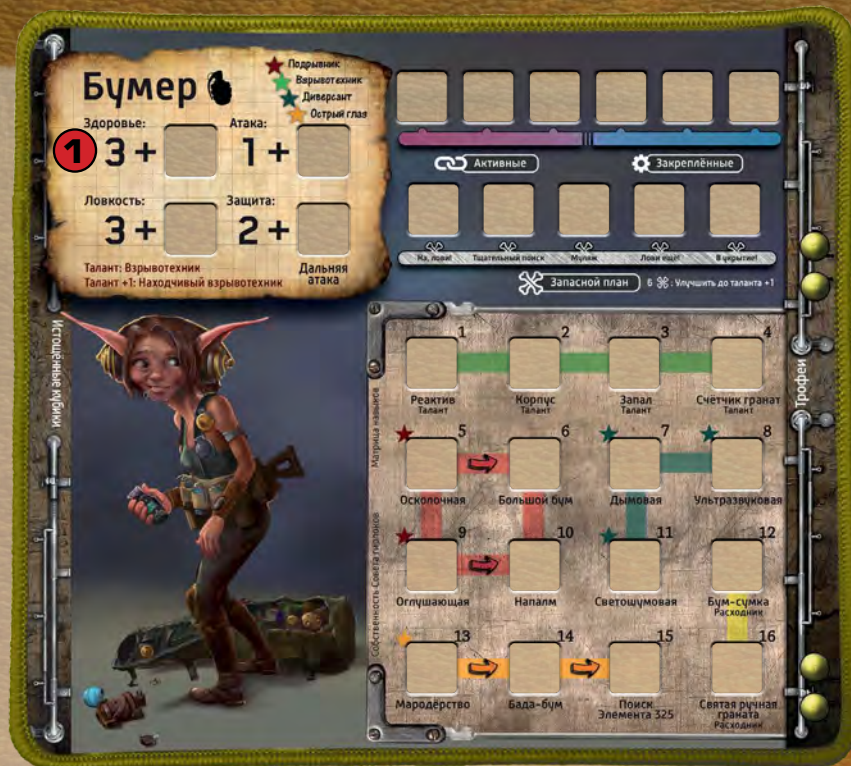 Бумер
Подрывник
Взрывотехник
Диверсант
Острый глаз
Здоровье:
Атака:
1
3 +
1 +
Ловкость:
Защита:
3 +
2 +
Талант: Взрывотехник
Талант +1: Находчивый взрывотехник
Дальняя
атака
Активные
Закреплённые
На, лови!
Тщательный поиск
Муляж
Лови ещё!
В укрытие!
Запасной план
6 : Улучшить до таланта +1
Истощённые кубики
Трофеи
Матрица навыков
Собственность Совета гирлоков
1
2
3
4
Реактив
Талант
Корпус
Талант
Запал
Талант
Счётчик гранат
Талант
5
6
7
8
Осколочная
Большой бум
Дымовая
Ультразвуковая
9
10
11
12
Оглушающая
Напалм
Светошумовая
Бум-сумка
Расходник
13
14
15
16
Мародёрство
Бада-бум
Поиск
Элемента 325
Святая ручная
граната
Расходник